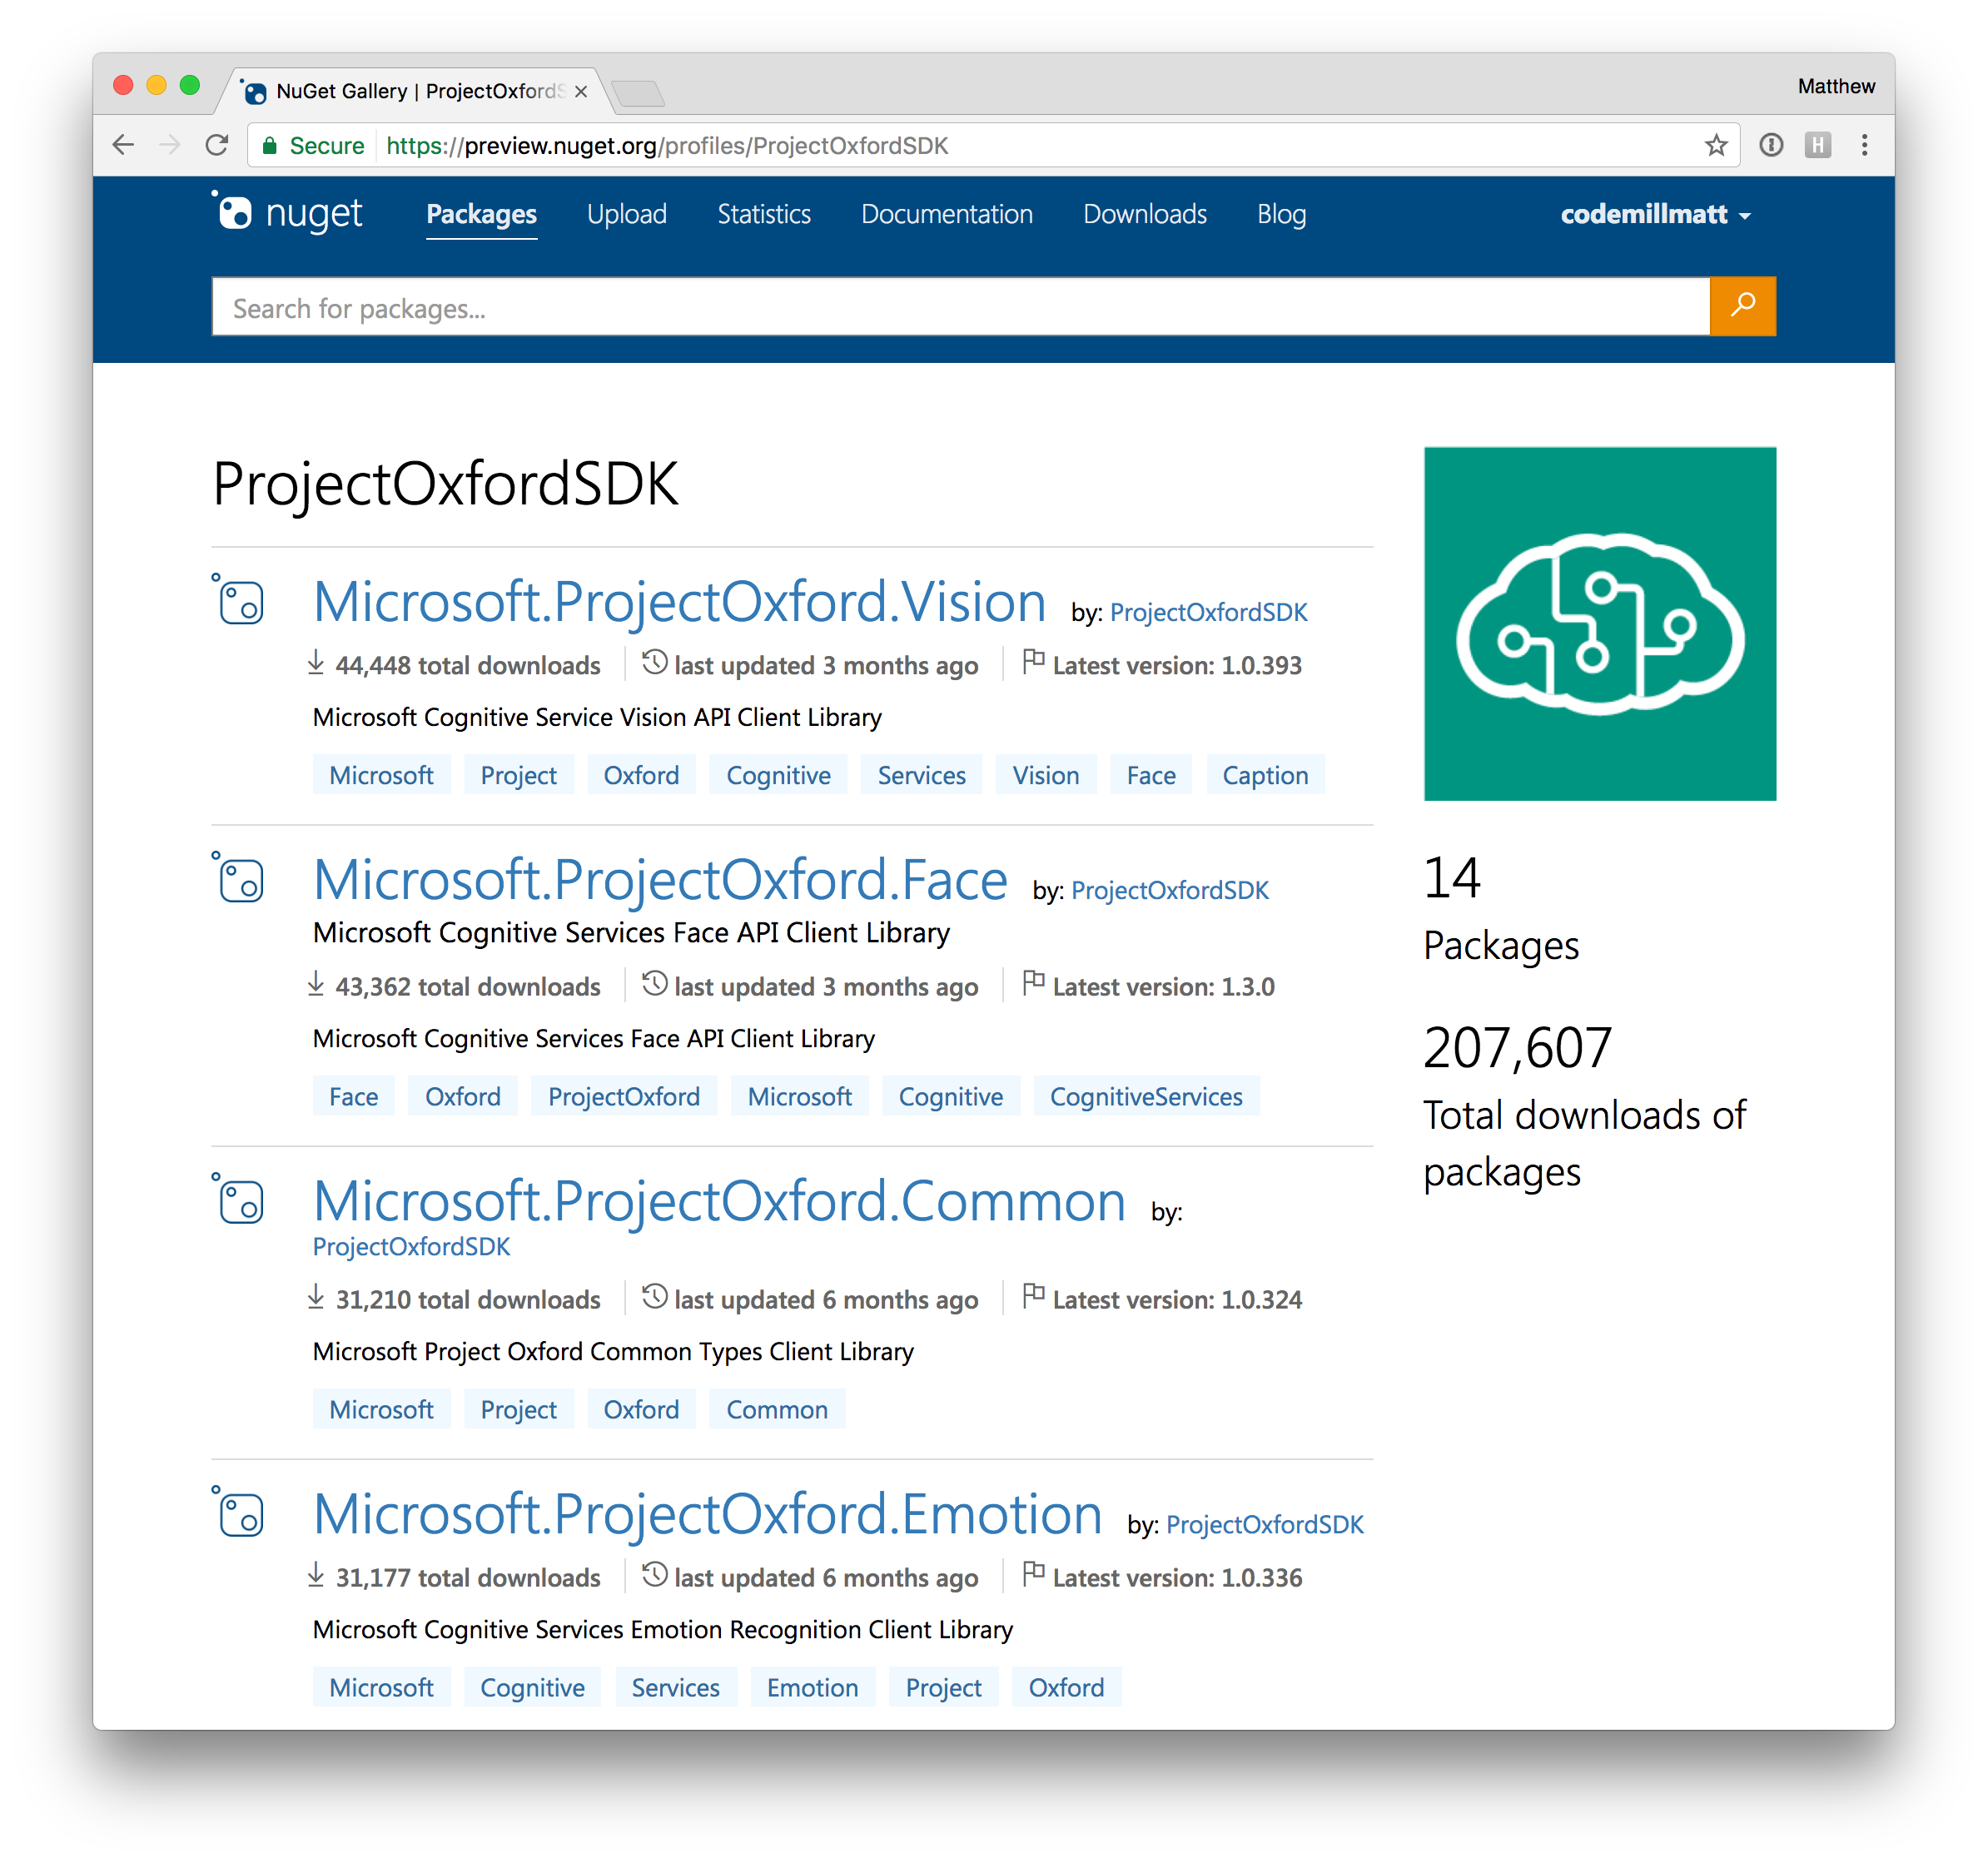 NuGet Gallery | ProjectOxfordS
Matthew
Secure https://preview.nuget.org/profiles/ProjectOxfordSDK
H
nuget Packages Upload Statistics Documentation Downloads Blog codemillmatt
Search for packages...
ProjectOxfordSDK
Microsoft.ProjectOxford.Vision by: ProjectOxfordSDK
44,448 total downloads last updated 3 months ago Latest version: 1.0.393
Microsoft Cognitive Service Vision API Client Library
Microsoft Project Oxford Cognitive Services Vision Face Caption
Microsoft.ProjectOxford.Face by: ProjectOxfordSDK
Microsoft Cognitive Services Face API Client Library
43,362 total downloads last updated 3 months ago Latest version: 1.3.0
Microsoft Cognitive Services Face API Client Library
Face Oxford ProjectOxford Microsoft Cognitive CognitiveServices
Microsoft.ProjectOxford.Common by:
ProjectOxfordSDK
31,210 total downloads last updated 6 months ago Latest version: 1.0.324
Microsoft Project Oxford Common Types Client Library
Microsoft Project Oxford Common
Microsoft.ProjectOxford.Emotion by: ProjectOxfordSDK
31,177 total downloads last updated 6 months ago Latest version: 1.0.336
Microsoft Cognitive Services Emotion Recognition Client Library
Microsoft Cognitive Services Emotion Project Oxford
14
Packages
207,607
Total downloads of
packages